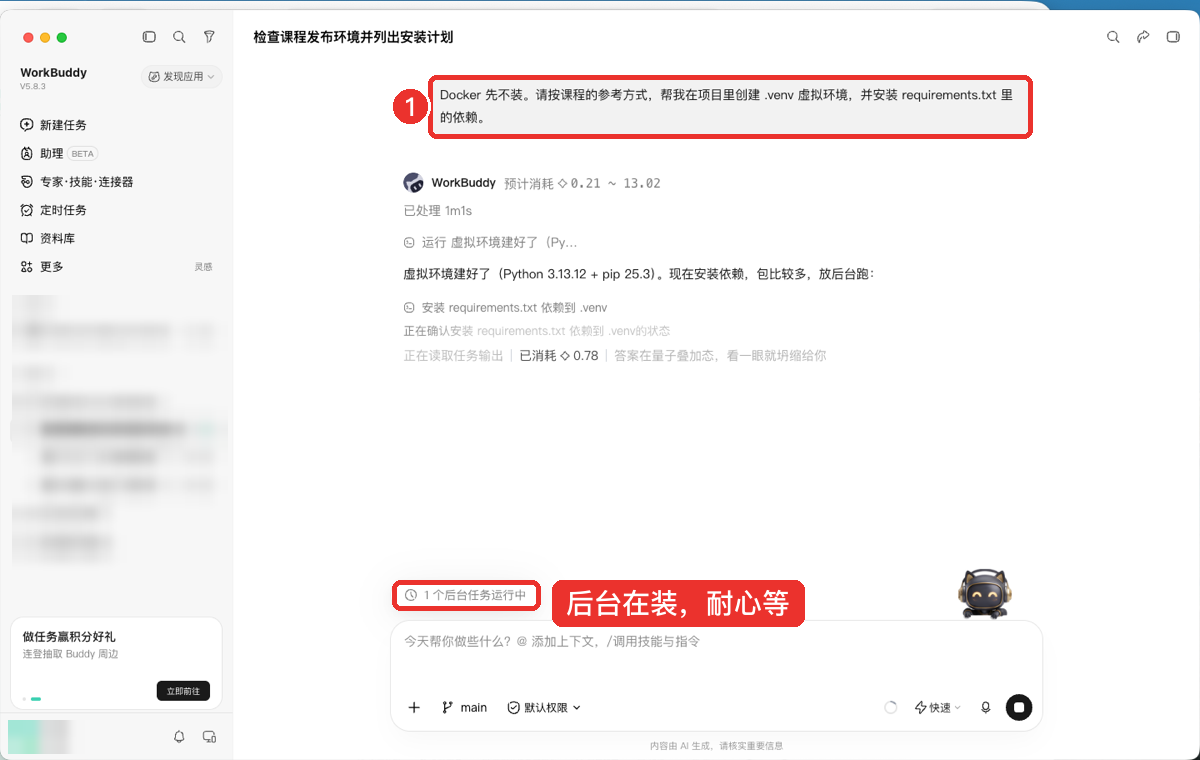 检查课程发布环境并列出安装计划
WorkBuddy
V5.8.3
发现应用
新建任务
助理 BETA
专家·技能·连接器
定时任务
资料库
更多
灵感
做任务赢积分好礼
连登抽取 Buddy 周边
立即前往
1
Docker 先不装。请按课程的参考方式，帮我在项目里创建 .venv 虚拟环境，并安装 requirements.txt 里
的依赖。
WorkBuddy 预计消耗 0.21 ~ 13.02
已处理 1m1s
运行 虚拟环境建好了（Py…
虚拟环境建好了（Python 3.13.12 + pip 25.3）。现在安装依赖，包比较多，放后台跑：
安装 requirements.txt 依赖到 .venv
正在确认安装 requirements.txt 依赖到 .venv的状态
正在读取任务输出 | 已消耗 0.78 | 答案在量子叠加态，看一眼就坍缩给你
1 个后台任务运行中
后台在装，耐心等
今天帮你做些什么？@ 添加上下文，/调用技能与指令
main
默认权限
快速
内容由 AI 生成，请核实重要信息